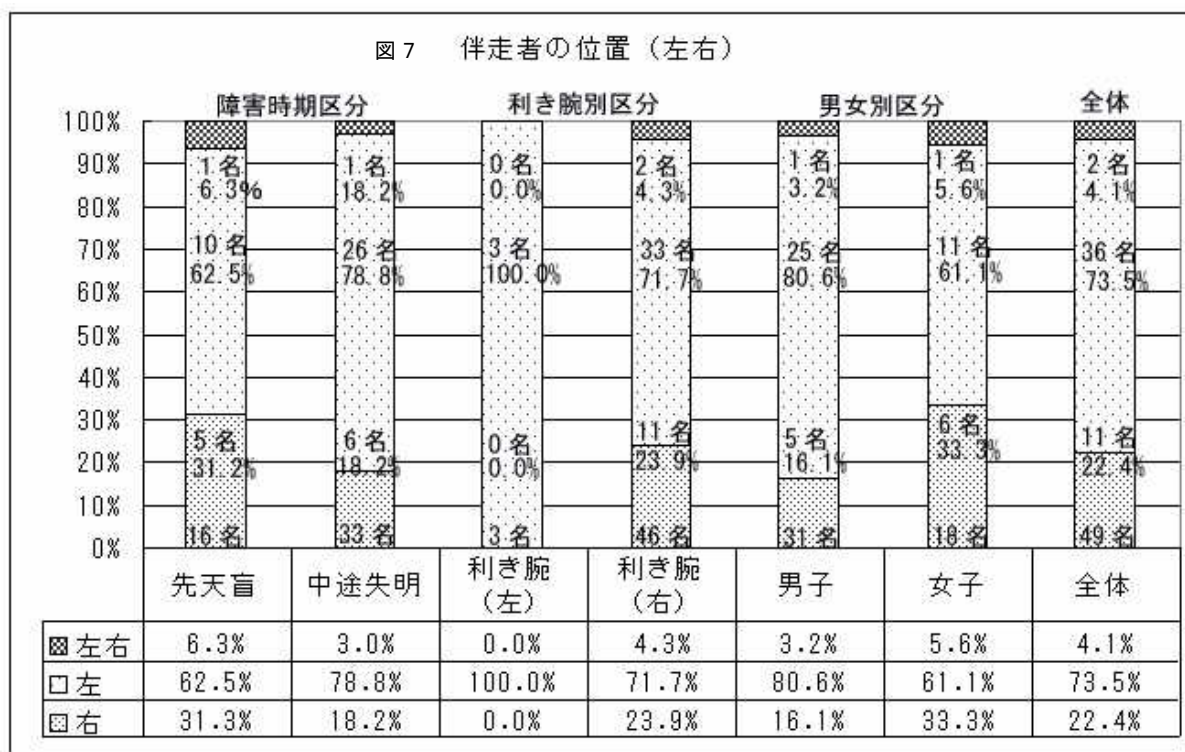 図7 伴走者の位置（左右）
障害時期区分 利き腕別区分 男女別区分 全体
100%
90%
80%
70%
60%
50%
40%
30%
20%
10%
0%
1名 1名 0名 2名 1名 1名 2名
6.3% 18.2% 0.0% 4.3% 3.2% 5.6% 4.1%
10名 26名 3名 33名 25名 11名 36名
62.5% 78.8% 100.0% 71.7% 80.6% 61.1% 73.5%
5名 6名 0名 11名 5名 6名 11名
31.2% 18.2% 0.0% 23.9% 16.1% 33.3% 22.4%
16名 33名 3名 46名 31名 18名 49名
先天盲 中途失明 利き腕（左） 利き腕（右） 男子 女子 全体
左右 6.3% 3.0% 0.0% 4.3% 3.2% 5.6% 4.1%
左 62.5% 78.8% 100.0% 71.7% 80.6% 61.1% 73.5%
右 31.3% 18.2% 0.0% 23.9% 16.1% 33.3% 22.4%